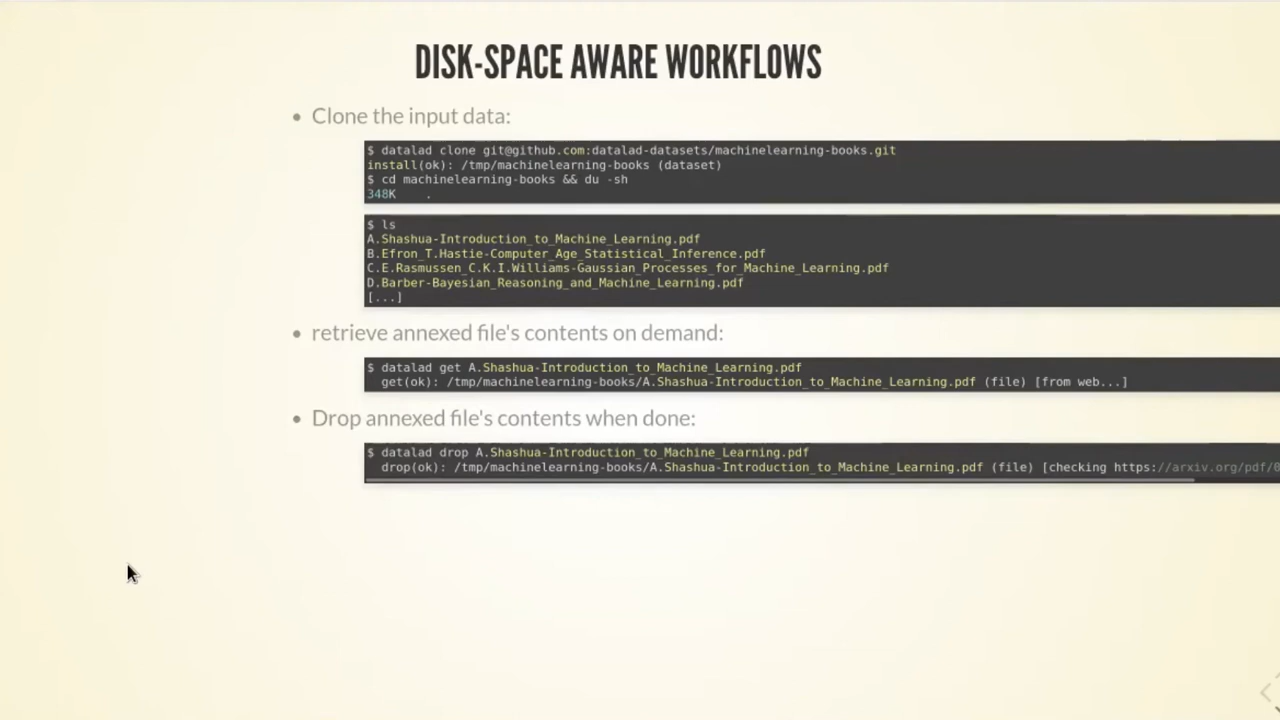 DISK-SPACE AWARE WORKFLOWS
• Clone the input data:
$ datalad clone git@github.com:datalad-datasets/machinelearning-books.git
install(ok): /tmp/machinelearning-books (dataset)
$ cd machinelearning-books && du -sh
348K    .
$ ls
A.Shashua-Introduction_to_Machine_Learning.pdf
B.Efron_T.Hastie-Computer_Age_Statistical_Inference.pdf
C.E.Rasmussen_C.K.I.Williams-Gaussian_Processes_for_Machine_Learning.pdf
D.Barber-Bayesian_Reasoning_and_Machine_Learning.pdf
[...]
• retrieve annexed file's contents on demand:
$ datalad get A.Shashua-Introduction_to_Machine_Learning.pdf
get(ok): /tmp/machinelearning-books/A.Shashua-Introduction_to_Machine_Learning.pdf (file) [from web...]
• Drop annexed file's contents when done:
$ datalad drop A.Shashua-Introduction_to_Machine_Learning.pdf
drop(ok): /tmp/machinelearning-books/A.Shashua-Introduction_to_Machine_Learning.pdf (file) [checking https://arxiv.org/pdf/0